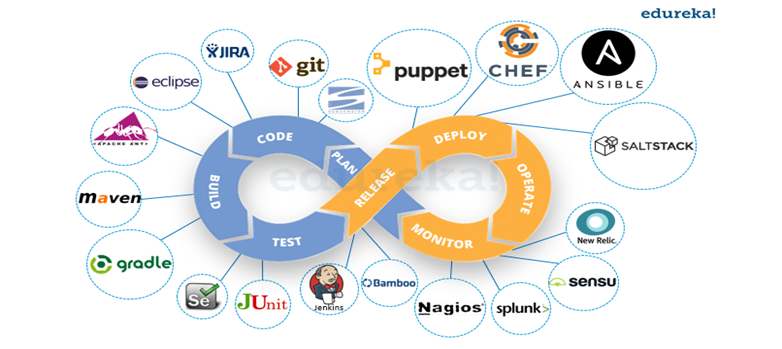 edureka!
JIRA
git
eclipse
puppet
CHEF
ANSIBLE
SUBVERSION
APACHE ANT
CODE
PLAN
DEPLOY
SALTSTACK
edureka!
BUILD
RELEASE
OPERATE
maven
TEST
MONITOR
New Relic.
gradle
Se
JUnit
Jenkins
Bamboo
Nagios
splunk>
sensu